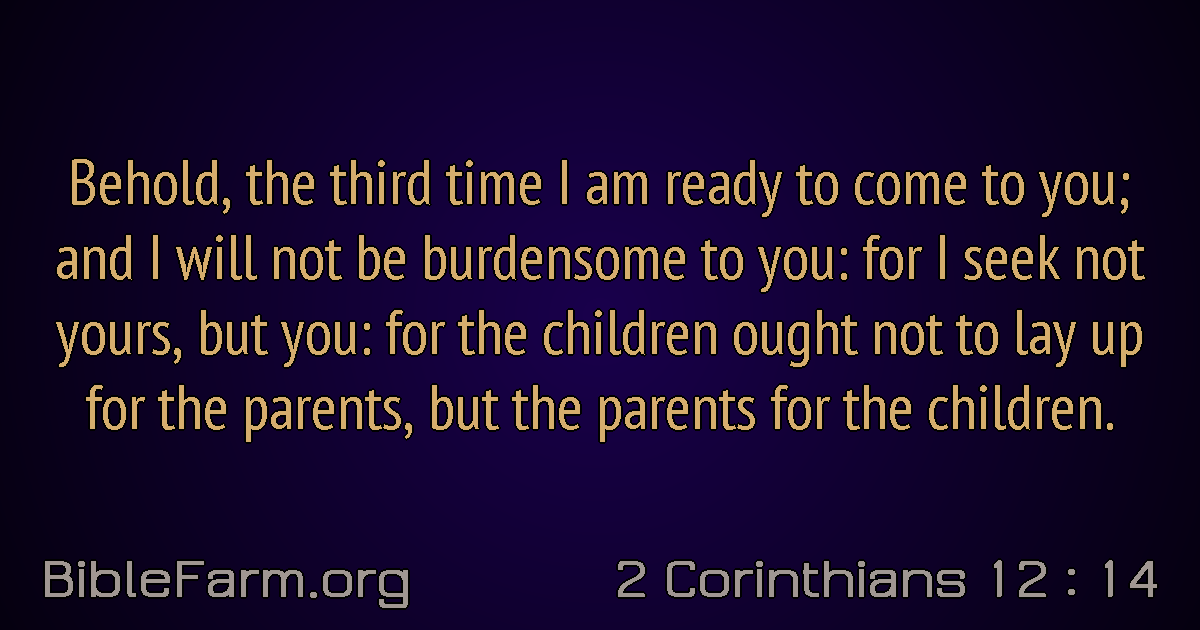 Behold, the third time I am ready to come to you;
and I will not be burdensome to you: for I seek not
yours, but you: for the children ought not to lay up
for the parents, but the parents for the children.
BibleFarm.org
2 Corinthians 12 : 14